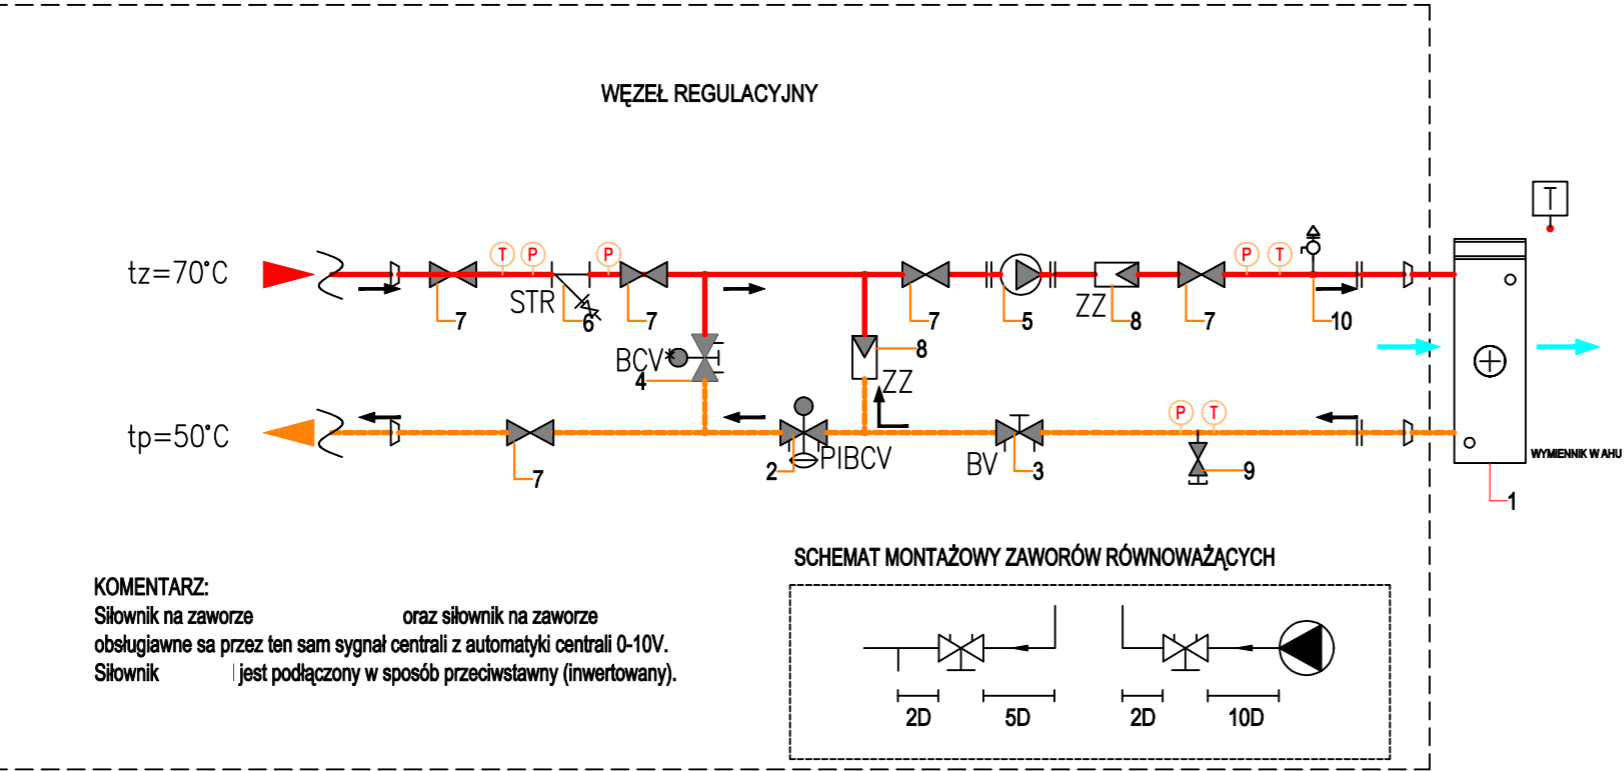 WĘZEŁ REGULACYJNY
T
T P P P T
tz=70°C
STR ZZ
7 6 7 7 5 8 7 10
BCV
4
8
ZZ
P T
tp=50°C
PIBCV BV
WYMIENNIK W AHU
7 2 3 9
1
SCHEMAT MONTAŻOWY ZAWORÓW RÓWNOWAŻĄCYCH
KOMENTARZ:
Siłownik na zaworze oraz siłownik na zaworze
obsługiawne sa przez ten sam sygnał centrali z automatyki centrali 0-10V.
Siłownik jest podłączony w sposób przeciwstawny (inwertowany).
2D 5D 2D 10D